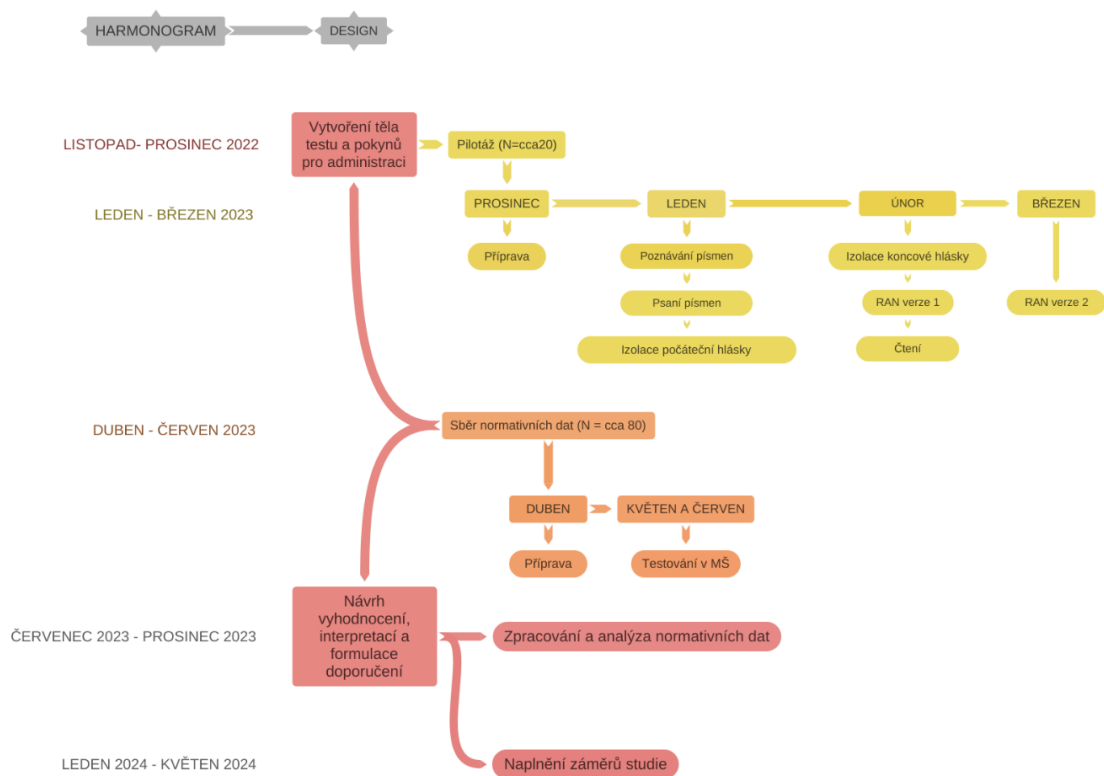 HARMONOGRAM
DESIGN
LISTOPAD- PROSINEC 2022
Vytvoření těla
testu a pokynů
pro administraci
Pilotáž (N=cca20)
LEDEN - BŘEZEN 2023
PROSINEC
LEDEN
ÚNOR
BŘEZEN
Příprava
Poznávání písmen
Izolace koncové hlásky
Psaní písmen
RAN verze 1
RAN verze 2
Izolace počáteční hlásky
Čtení
DUBEN - ČERVEN 2023
Sběr normativních dat (N = cca 80)
DUBEN
KVĚTEN A ČERVEN
Příprava
Testování v MŠ
ČERVENEC 2023 - PROSINEC 2023
Návrh
vyhodnocení,
interpretací a
formulace
doporučení
Zpracování a analýza normativních dat
LEDEN 2024 - KVĚTEN 2024
Naplnění záměrů studie